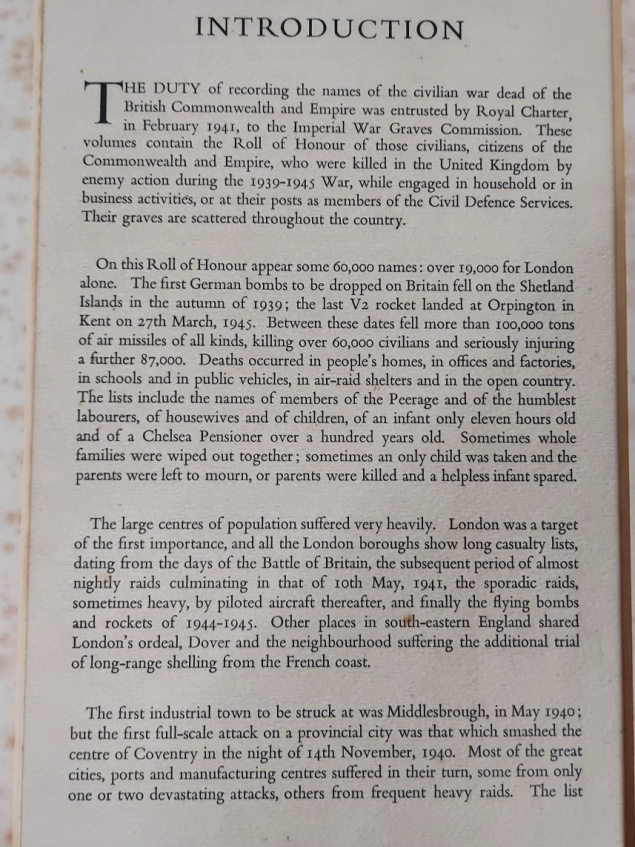 INTRODUCTION
THE DUTY of recording the names of the civilian war dead of the
British Commonwealth and Empire was entrusted by Royal Charter,
in February 1941, to the Imperial War Graves Commission. These
volumes contain the Roll of Honour of those civilians, citizens of the
Commonwealth and Empire, who were killed in the United Kingdom by
enemy action during the 1939-1945 War, while engaged in household or in
business activities, or at their posts as members of the Civil Defence Services.
Their graves are scattered throughout the country.
On this Roll of Honour appear some 60,000 names: over 19,000 for London
alone. The first German bombs to be dropped on Britain fell on the Shetland
Islands in the autumn of 1939; the last V2 rocket landed at Orpington in
Kent on 27th March, 1945. Between these dates fell more than 100,000 tons
of air missiles of all kinds, killing over 60,000 civilians and seriously injuring
a further 87,000. Deaths occurred in people's homes, in offices and factories,
in schools and in public vehicles, in air-raid shelters and in the open country.
The lists include the names of members of the Peerage and of the humblest
labourers, of housewives and of children, of an infant only eleven hours old
and of a Chelsea Pensioner over a hundred years old. Sometimes whole
families were wiped out together; sometimes an only child was taken and the
parents were left to mourn, or parents were killed and a helpless infant spared.
The large centres of population suffered very heavily. London was a target
of the first importance, and all the London boroughs show long casualty lists,
dating from the days of the Battle of Britain, the subsequent period of almost
nightly raids culminating in that of 10th May, 1941, the sporadic raids,
sometimes heavy, by piloted aircraft thereafter, and finally the flying bombs
and rockets of 1944-1945. Other places in south-eastern England shared
London's ordeal, Dover and the neighbourhood suffering the additional trial
of long-range shelling from the French coast.
The first industrial town to be struck at was Middlesbrough, in May 1940;
but the first full-scale attack on a provincial city was that which smashed the
centre of Coventry in the night of 14th November, 1940. Most of the great
cities, ports and manufacturing centres suffered in their turn, some from only
one or two devastating attacks, others from frequent heavy raids. The list